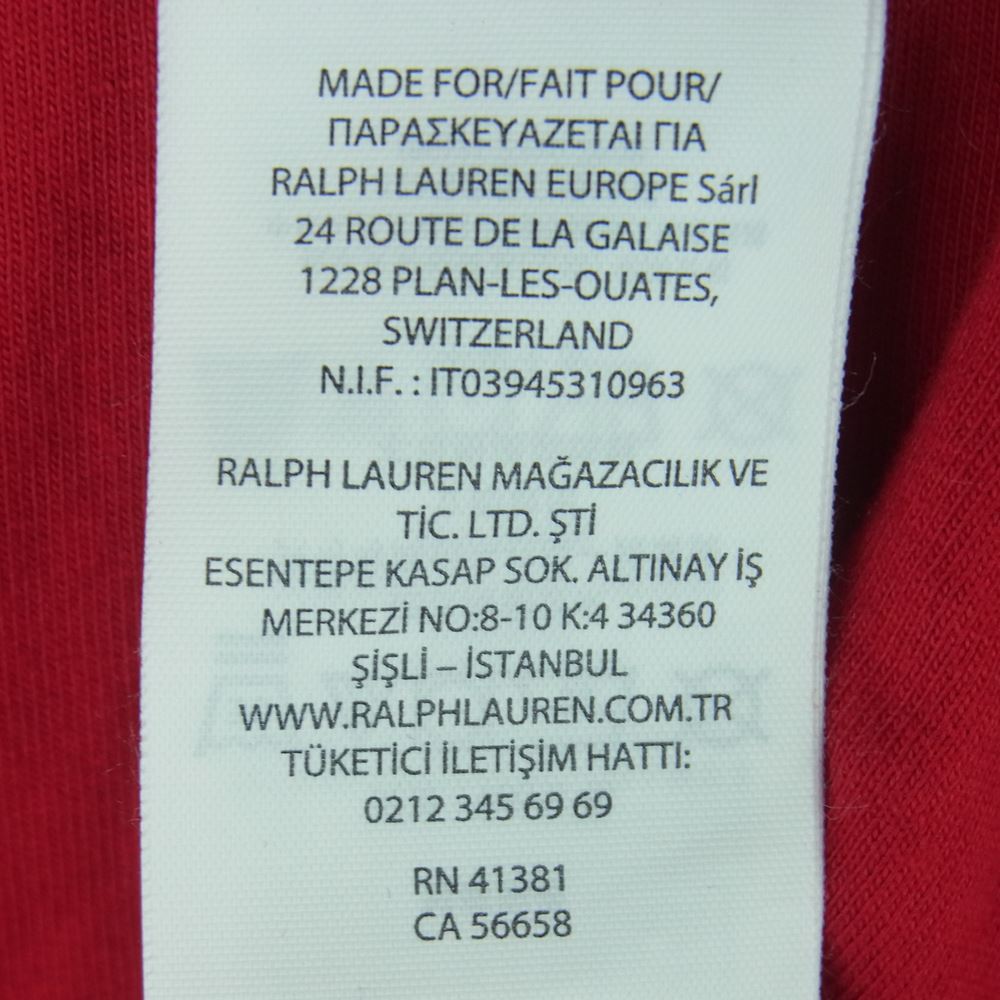 MADE FOR/FAIT POUR/
ΠΑΡΑΣΚΕΥΑΖΕΤΑΙ ΓΙΑ
RALPH LAUREN EUROPE Sárl
24 ROUTE DE LA GALAISE
1228 PLAN-LES-OUATES,
SWITZERLAND
N.I.F. : IT03945310963
RALPH LAUREN MAĞAZACILIK VE
TİC. LTD. ŞTİ
ESENTEPE KASAP SOK. ALTINAY İŞ
MERKEZİ NO:8-10 K:4 34360
ŞİŞLİ – İSTANBUL
WWW.RALPHLAUREN.COM.TR
TÜKETİCİ İLETİŞİM HATTI:
0212 345 69 69
RN 41381
CA 56658